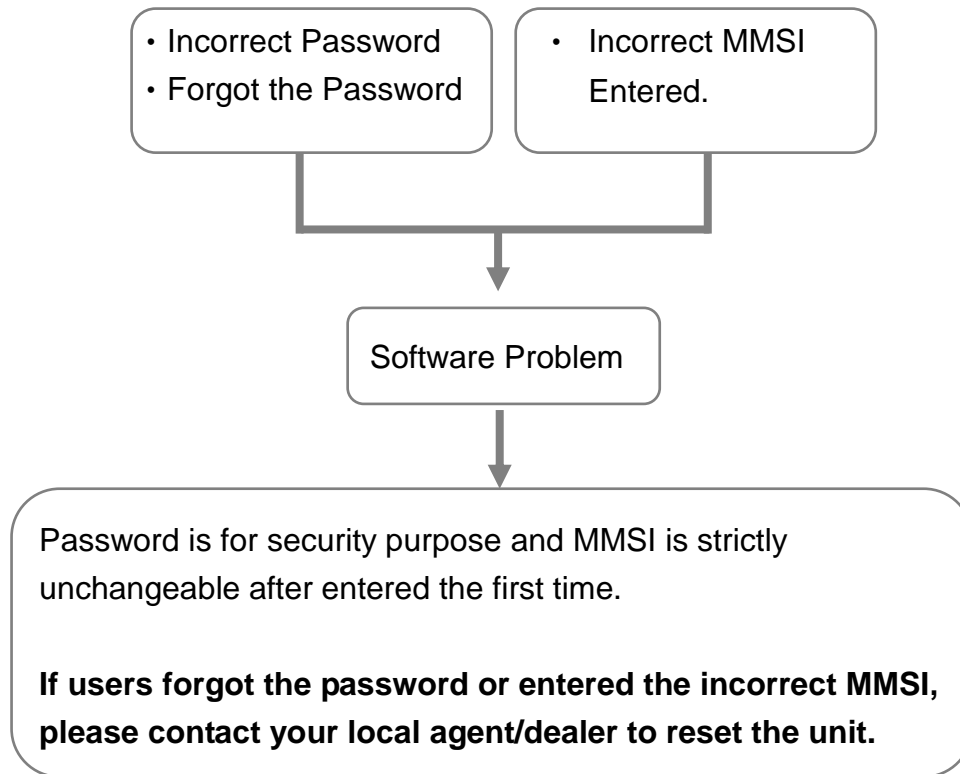 ・Incorrect Password
・Forgot the Password
・ Incorrect MMSI
Entered.
Software Problem
Password is for security purpose and MMSI is strictly
unchangeable after entered the first time.
If users forgot the password or entered the incorrect MMSI,
please contact your local agent/dealer to reset the unit.